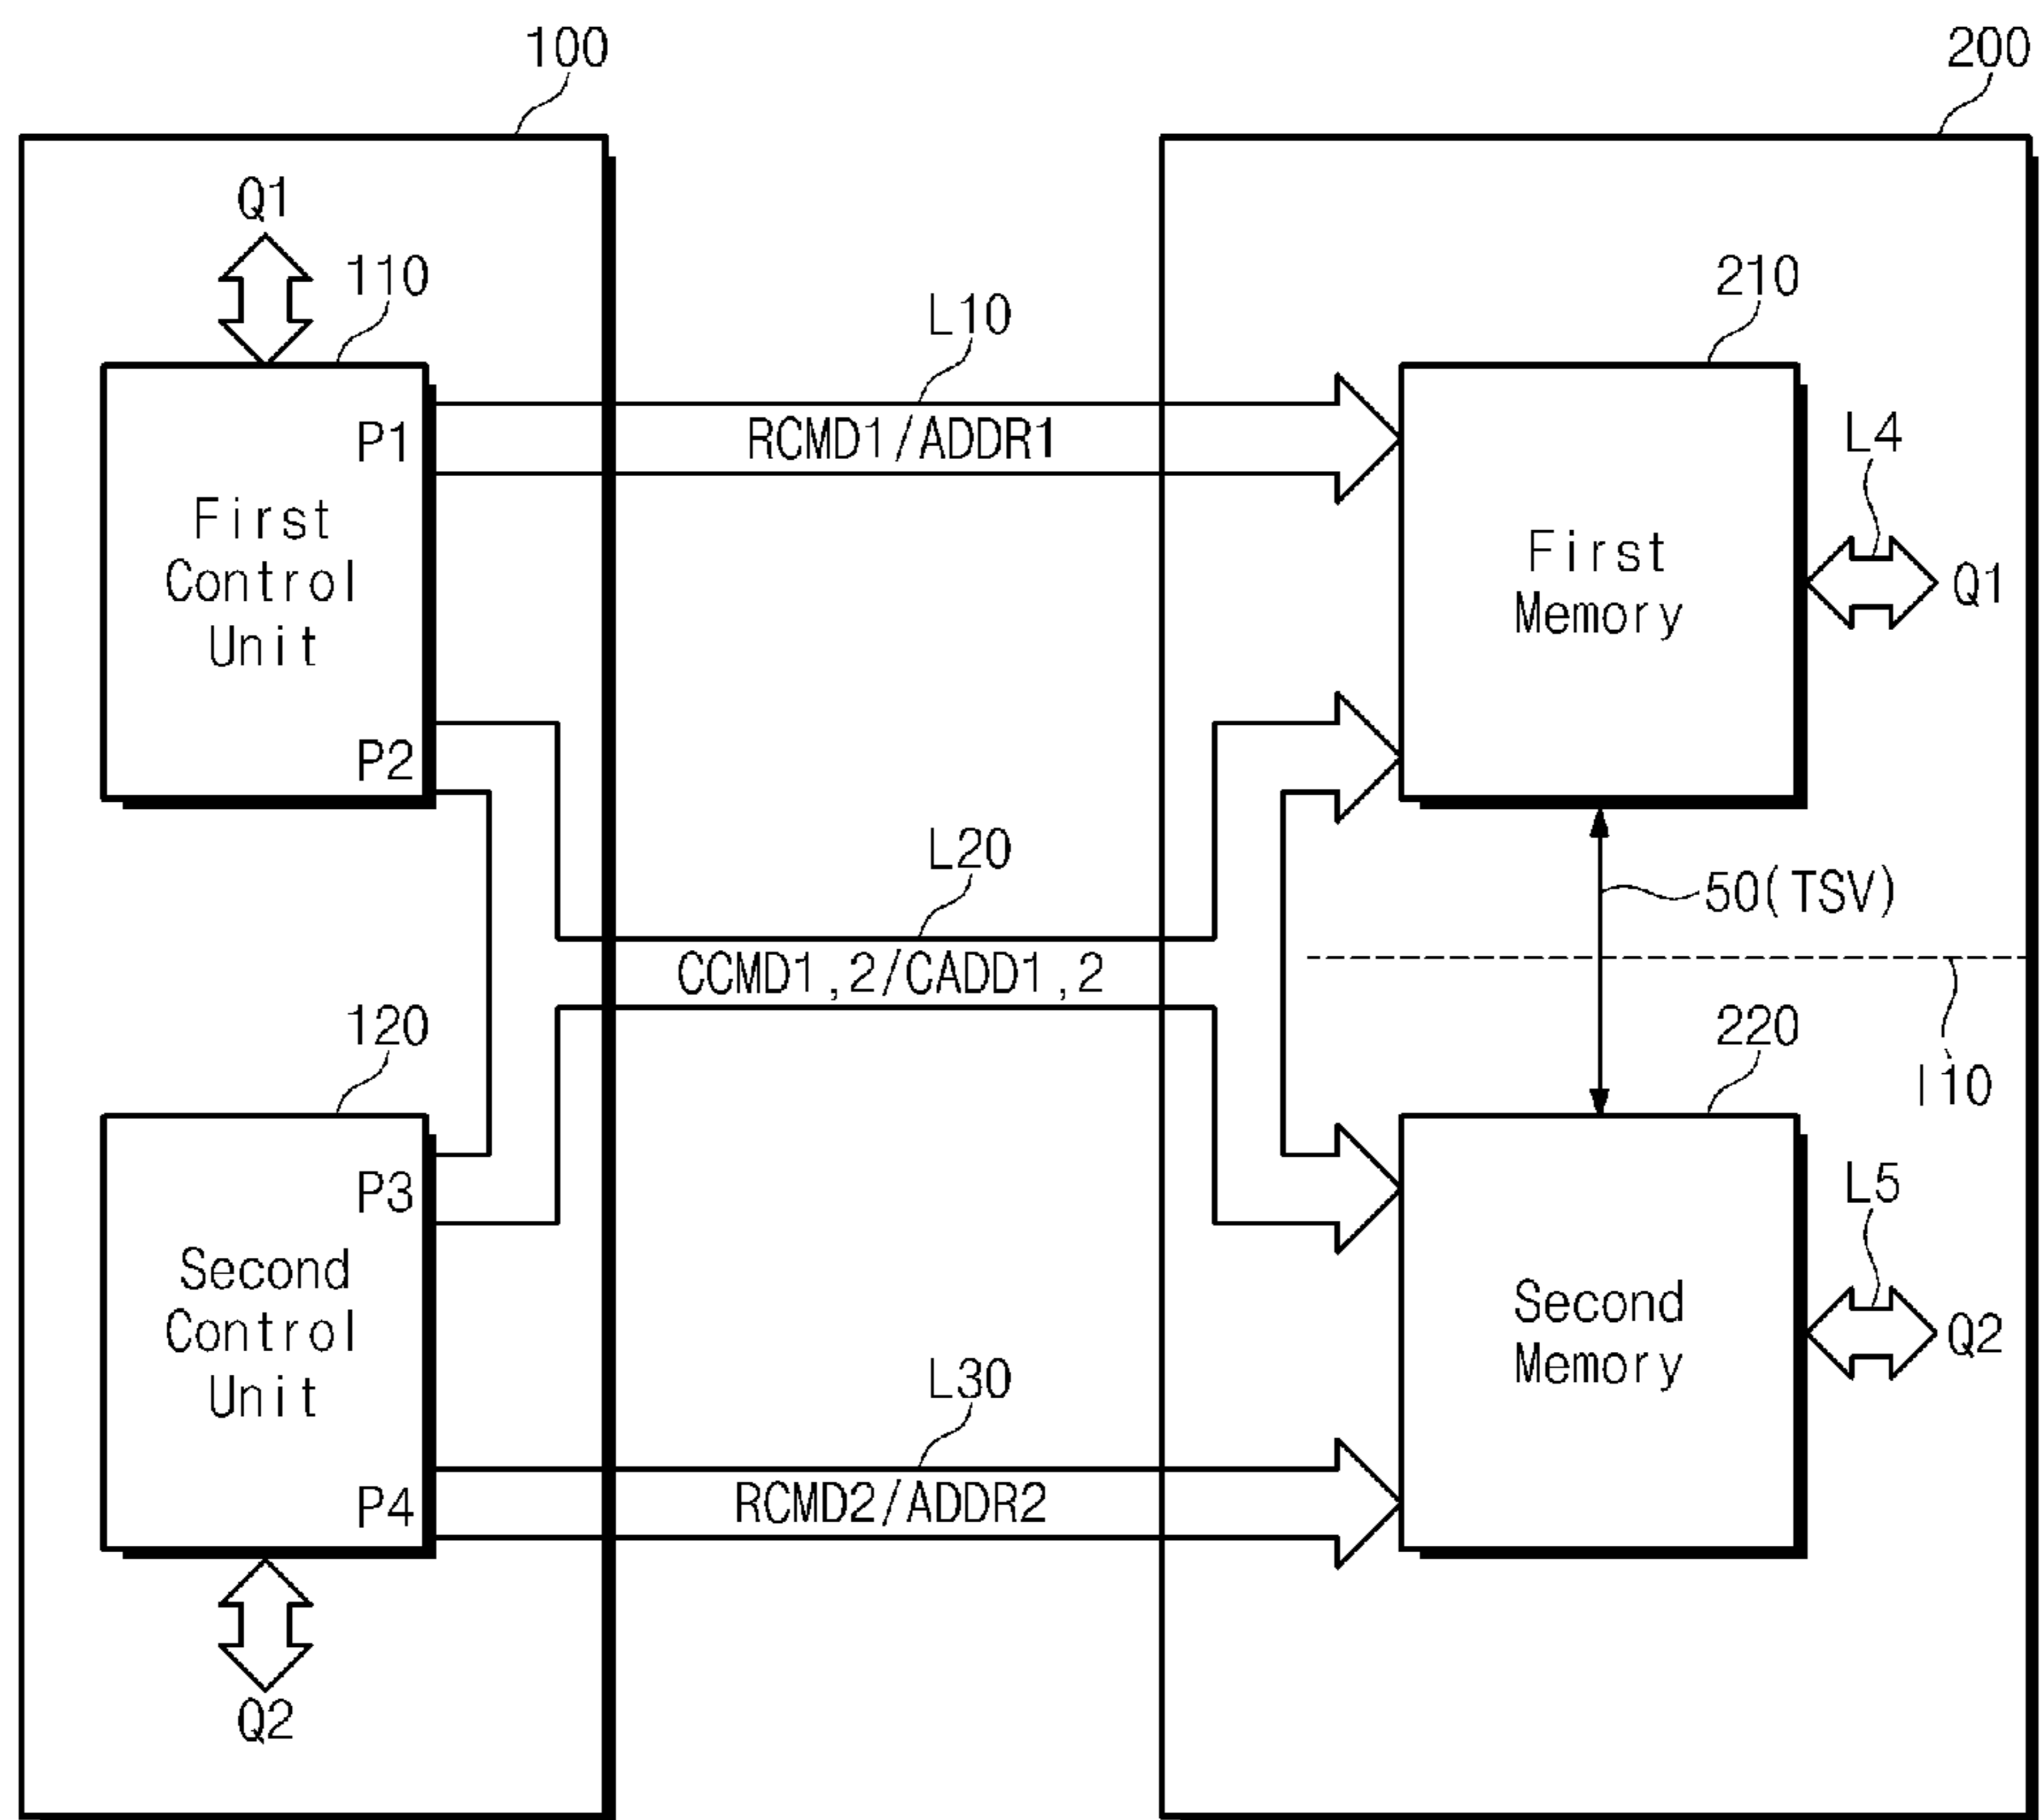 100
200
Q1
110
210
L10
RCMD1/ADDR1
P1
L4
First
Control
Unit
First
Memory
Q1
P2
L20
50(TSV)
CCMD1,2/CADD1,2
120
220
I10
P3
L5
Second
Control
Unit
Second
Memory
Q2
L30
RCMD2/ADDR2
P4
Q2